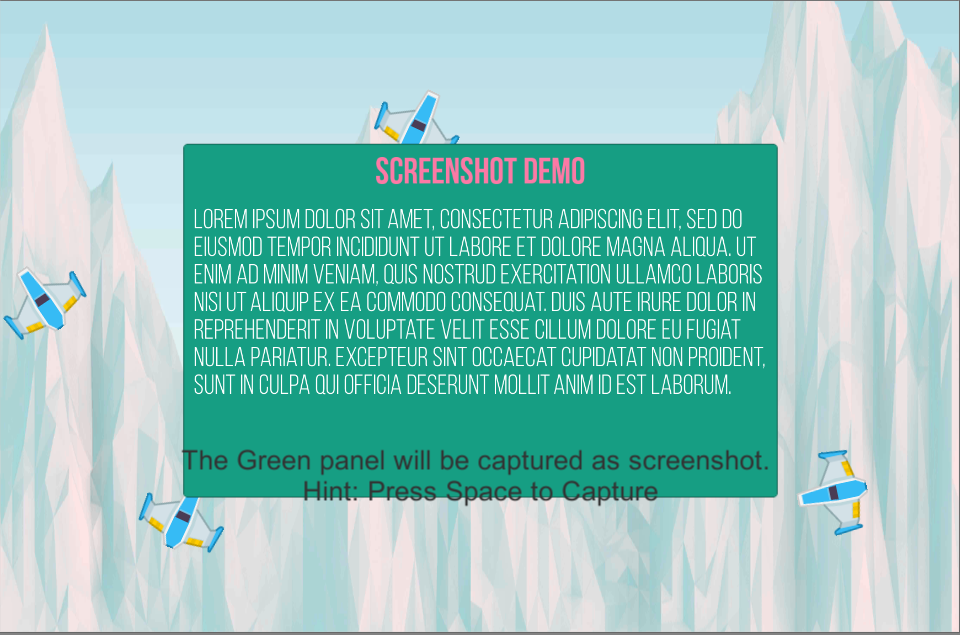 SCREENSHOT DEMO
LOREM IPSUM DOLOR SIT AMET, CONSECTETUR ADIPISCING ELIT, SED DO
EIUSMOD TEMPOR INCIDIDUNT UT LABORE ET DOLORE MAGNA ALIQUA. UT
ENIM AD MINIM VENIAM, QUIS NOSTRUD EXERCITATION ULLAMCO LABORIS
NISI UT ALIQUIP EX EA COMMODO CONSEQUAT. DUIS AUTE IRURE DOLOR IN
REPREHENDERIT IN VOLUPTATE VELIT ESSE CILLUM DOLORE EU FUGIAT
NULLA PARIATUR. EXCEPTEUR SINT OCCAECAT CUPIDATAT NON PROIDENT,
SUNT IN CULPA QUI OFFICIA DESERUNT MOLLIT ANIM ID EST LABORUM.
The Green panel will be captured as screenshot.
Hint: Press Space to Capture